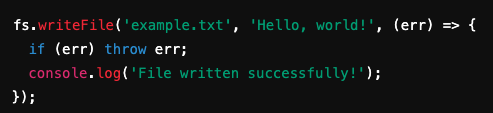 fs.writeFile('example.txt', 'Hello, world!', (err) => {
  if (err) throw err;
  console.log('File written successfully!');
});